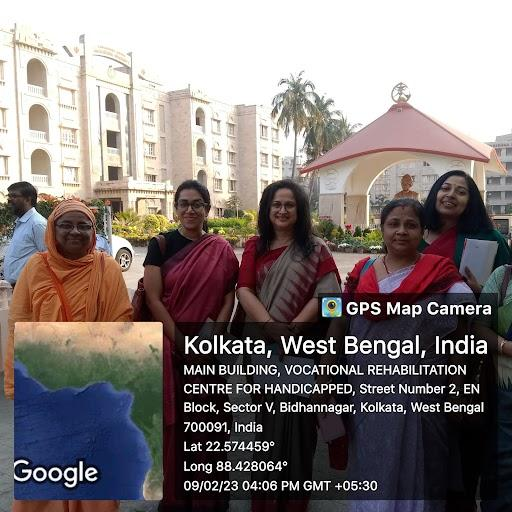 GPS Map Camera
Kolkata, West Bengal, India
MAIN BUILDING, VOCATIONAL REHABILITATION
CENTRE FOR HANDICAPPED, Street Number 2, EN
Block, Sector V, Bidhannagar, Kolkata, West Bengal
700091, India
Lat 22.574459°
Long 88.428064°
09/02/23 04:06 PM GMT +05:30
Google